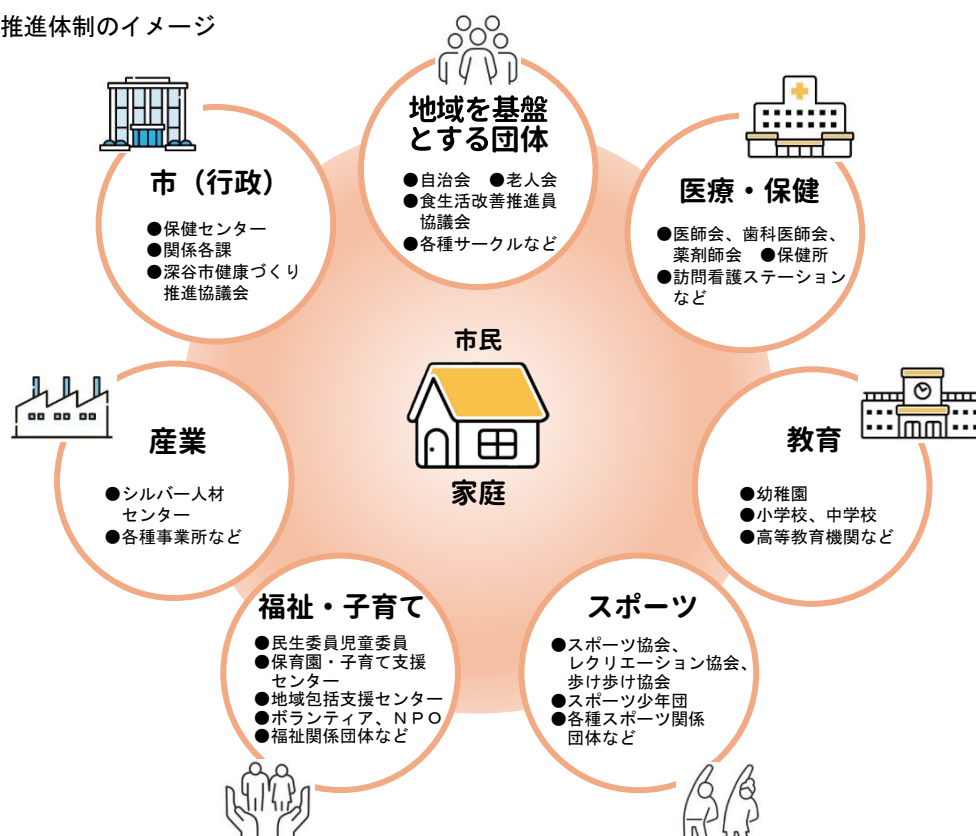 推進体制のイメージ
地域を基盤
とする団体
●自治会　●老人会
●食生活改善推進員
協議会
●各種サークルなど
市（行政）
●保健センター
●関係各課
●深谷市健康づくり
推進協議会
医療・保健
●医師会、歯科医師会、
薬剤師会　●保健所
●訪問看護ステーション
など
市民
家庭
産業
●シルバー人材
センター
●各種事業所など
教育
●幼稚園
●小学校、中学校
●高等教育機関など
福祉・子育て
●民生委員児童委員
●保育園・子育て支援
センター
●地域包括支援センター
●ボランティア、ＮＰＯ
●福祉関係団体など
スポーツ
●スポーツ協会、
レクリエーション協会、
歩け歩け協会
●スポーツ少年団
●各種スポーツ関係
団体など